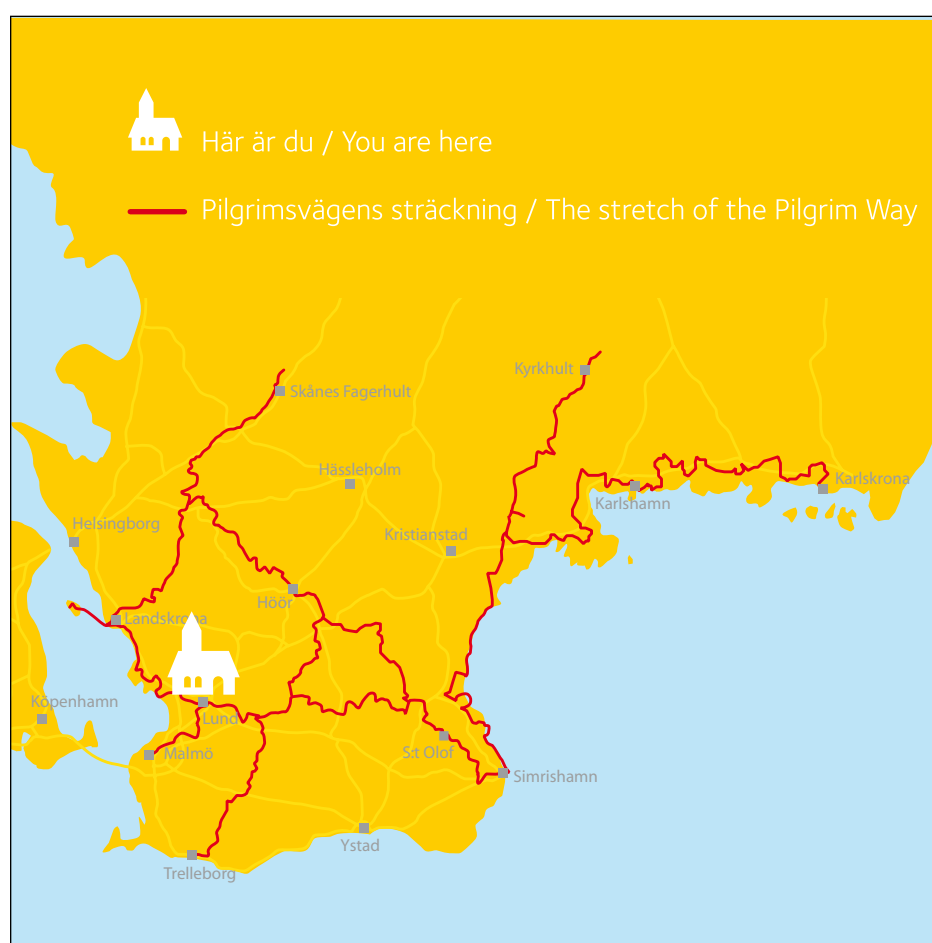 Här är du / You are here
Pilgrimsvägens sträckning / The stretch of the Pilgrim Way
Kyrkhult
Skånes Fagerhult
Hässleholm
Karlskrona
Karlshamn
Helsingborg
Kristianstad
Höör
Landskrona
Köpenhamn
Lund
Malmö
S:t Olof
Simrishamn
Ystad
Trelleborg